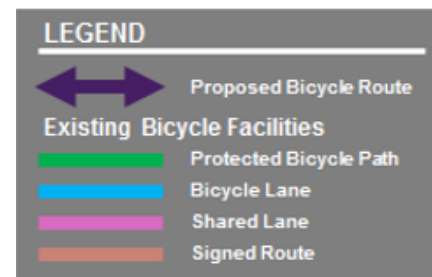 LEGEND
Proposed Bicycle Route
Existing Bicycle Facilities
Protected Bicycle Path
Bicycle Lane
Shared Lane
Signed Route